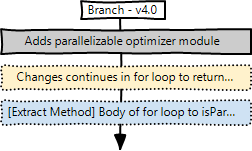 Branch - v4.0
Adds parallelizable optimizer module
Changes continues in for loop to return...
[Extract Method] Body of for loop to isPar...